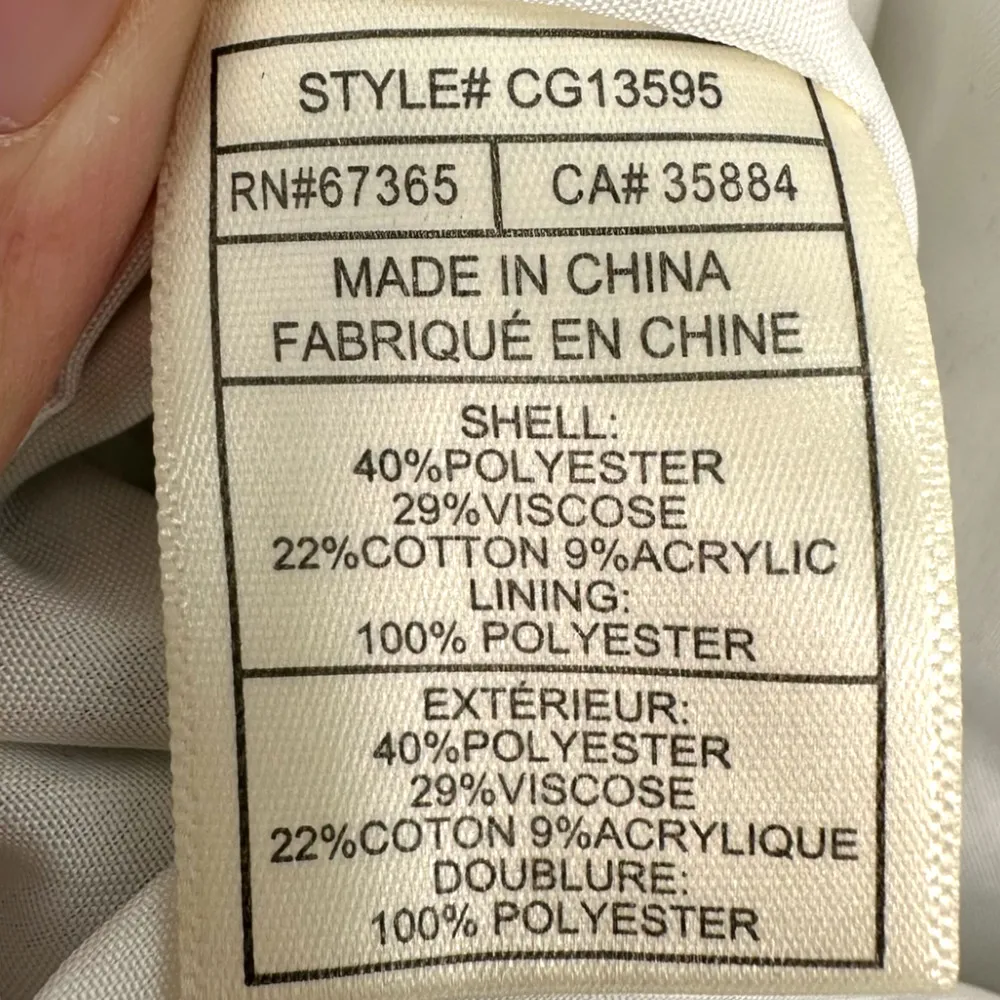 STYLE# CG13595
RN#67365 CA# 35884
MADE IN CHINA
FABRIQUÉ EN CHINE
SHELL:
40%POLYESTER
29%VISCOSE
22%COTTON 9%ACRYLIC
LINING:
100% POLYESTER
EXTÉRIEUR:
40%POLYESTER
29%VISCOSE
22%COTON 9%ACRYLIQUE
DOUBLURE:
100% POLYESTER